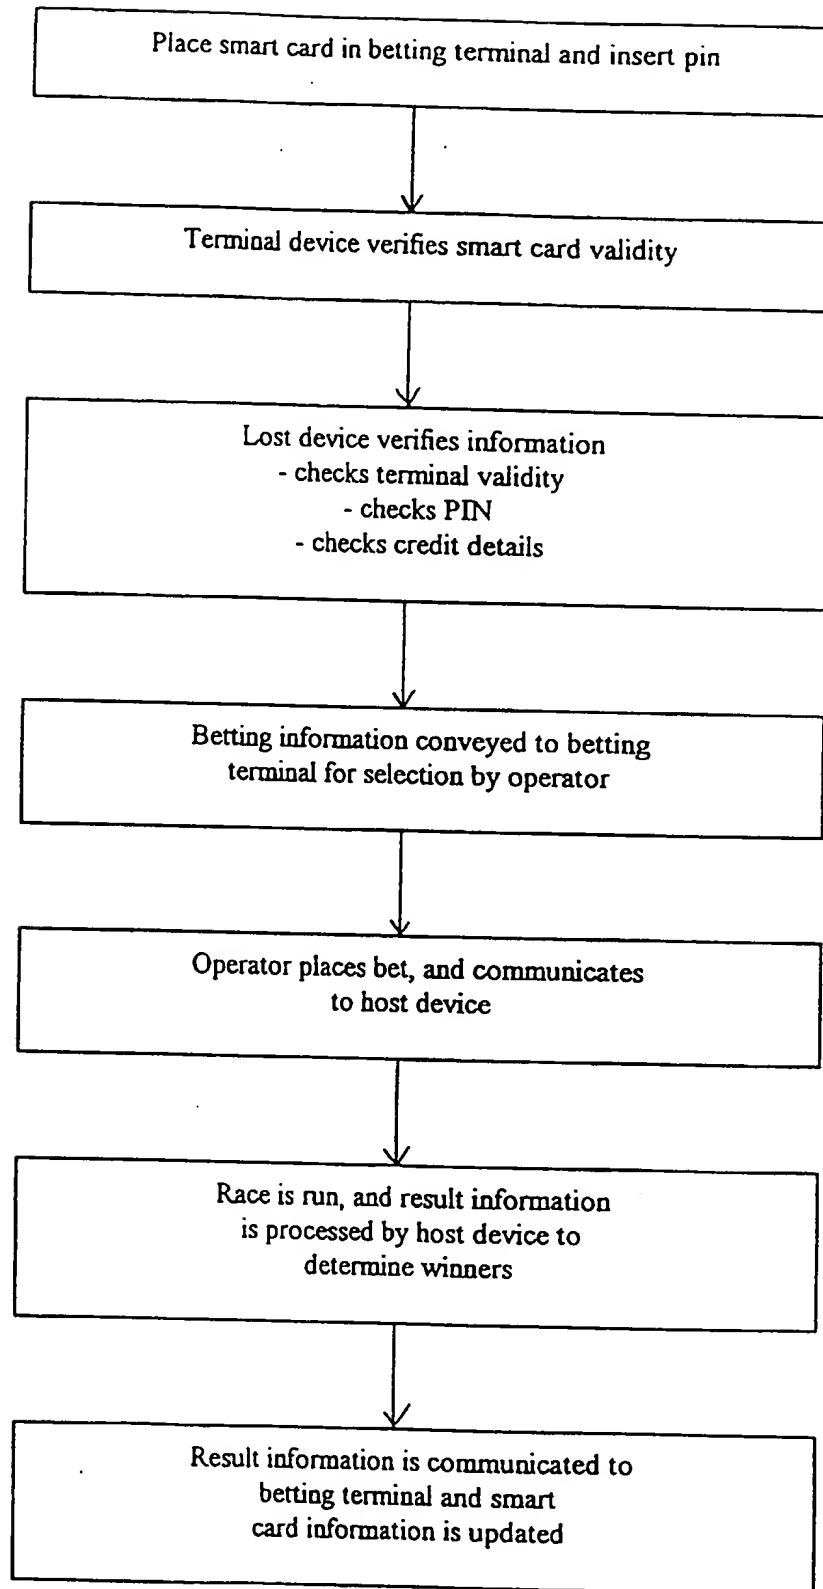 Place smart card in betting terminal and insert pin
Terminal device verifies smart card validity
Lost device verifies information
- checks terminal validity
- checks PIN
- checks credit details
Betting information conveyed to betting
terminal for selection by operator
Operator places bet, and communicates
to host device
Race is run, and result information
is processed by host device to
determine winners
Result information is communicated to
betting terminal and smart
card information is updated